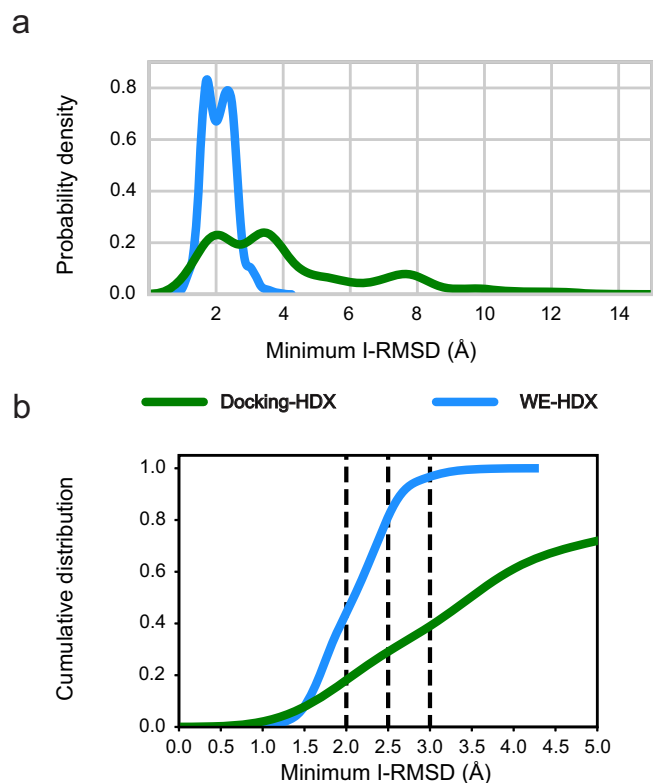 a
Probability density
0.8
0.6
0.4
0.2
0.0
2 4 6 8 10 12 14
Minimum I-RMSD (Å)
Docking-HDX WE-HDX
b
Cumulative distribution
1.0
0.8
0.6
0.4
0.2
0.0
0.0 0.5 1.0 1.5 2.0 2.5 3.0 3.5 4.0 4.5 5.0
Minimum I-RMSD (Å)